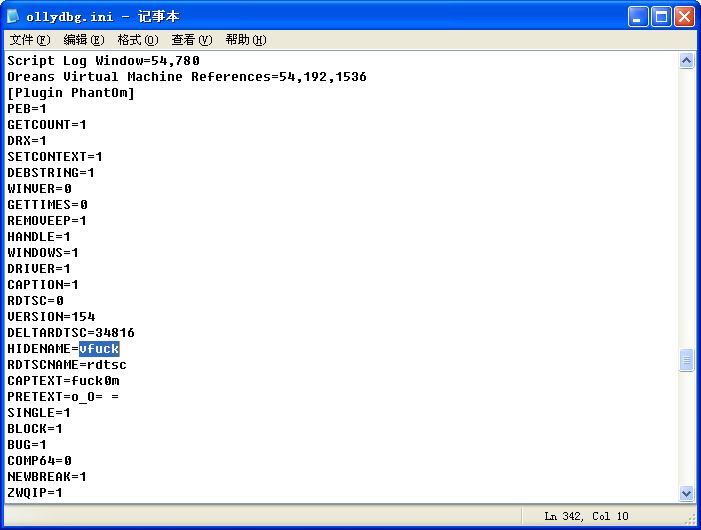 ollydbg.ini - 记事本
文件(F) 编辑(E) 格式(O) 查看(V) 帮助(H)
Script Log Window=54,780
Oreans Virtual Machine References=54,192,1536
[Plugin PhantOm]
PEB=1
GETCOUNT=1
DRX=1
SETCONTEXT=1
DEBSTRING=1
WINVER=0
GETTIMES=0
REMOVEEP=1
HANDLE=1
WINDOWS=1
DRIVER=1
CAPTION=1
RDTSC=0
VERSION=154
DELTARDTSC=34816
HIDENAME=vfuck
RDTSCNAME=rdtsc
CAPTEXT=fuck0m
PRETEXT=o_O= =
SINGLE=1
BLOCK=1
BUG=1
COMP64=0
NEWBREAK=1
ZWQIP=1
Ln 342, Col 10